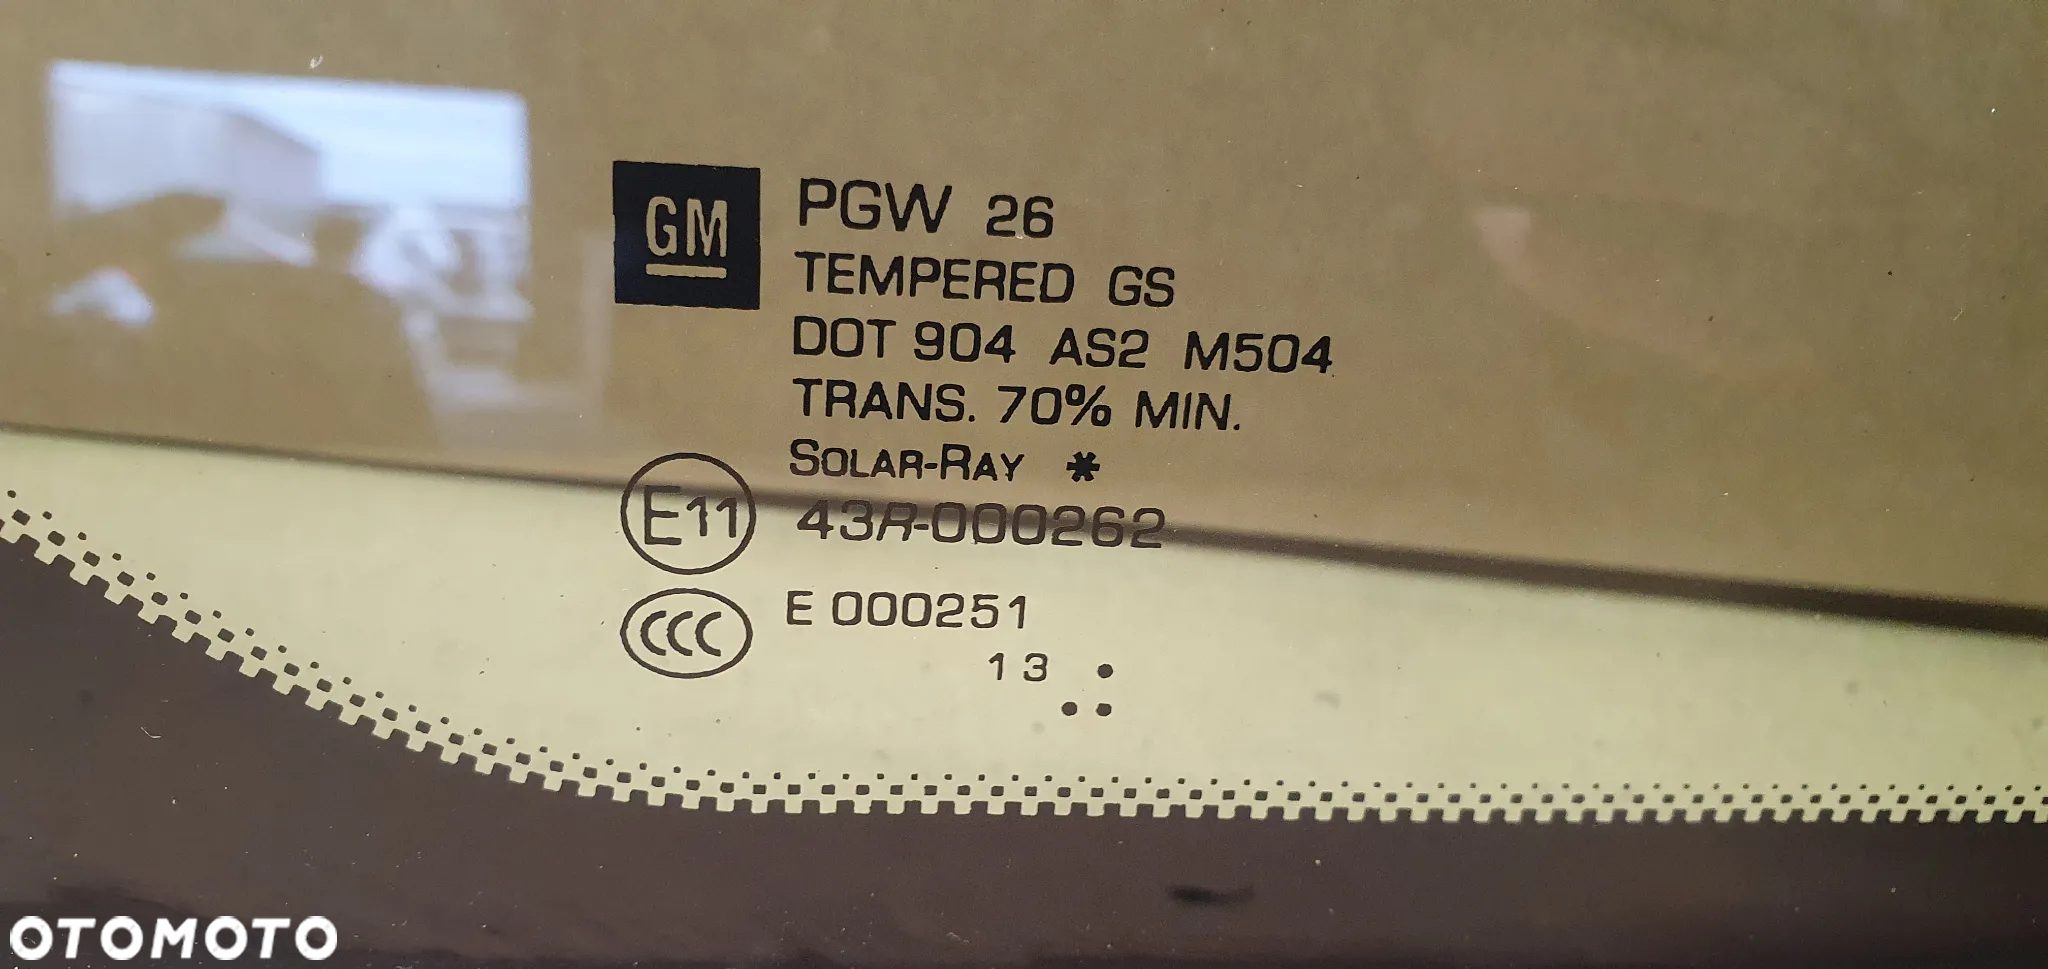 GM
PGW 26
TEMPERED GS
DOT 904 AS2 M504
TRANS. 70% MIN.
SOLAR-RAY *
E11 43R-000262
CCC E 000251
13
OTOMOTO